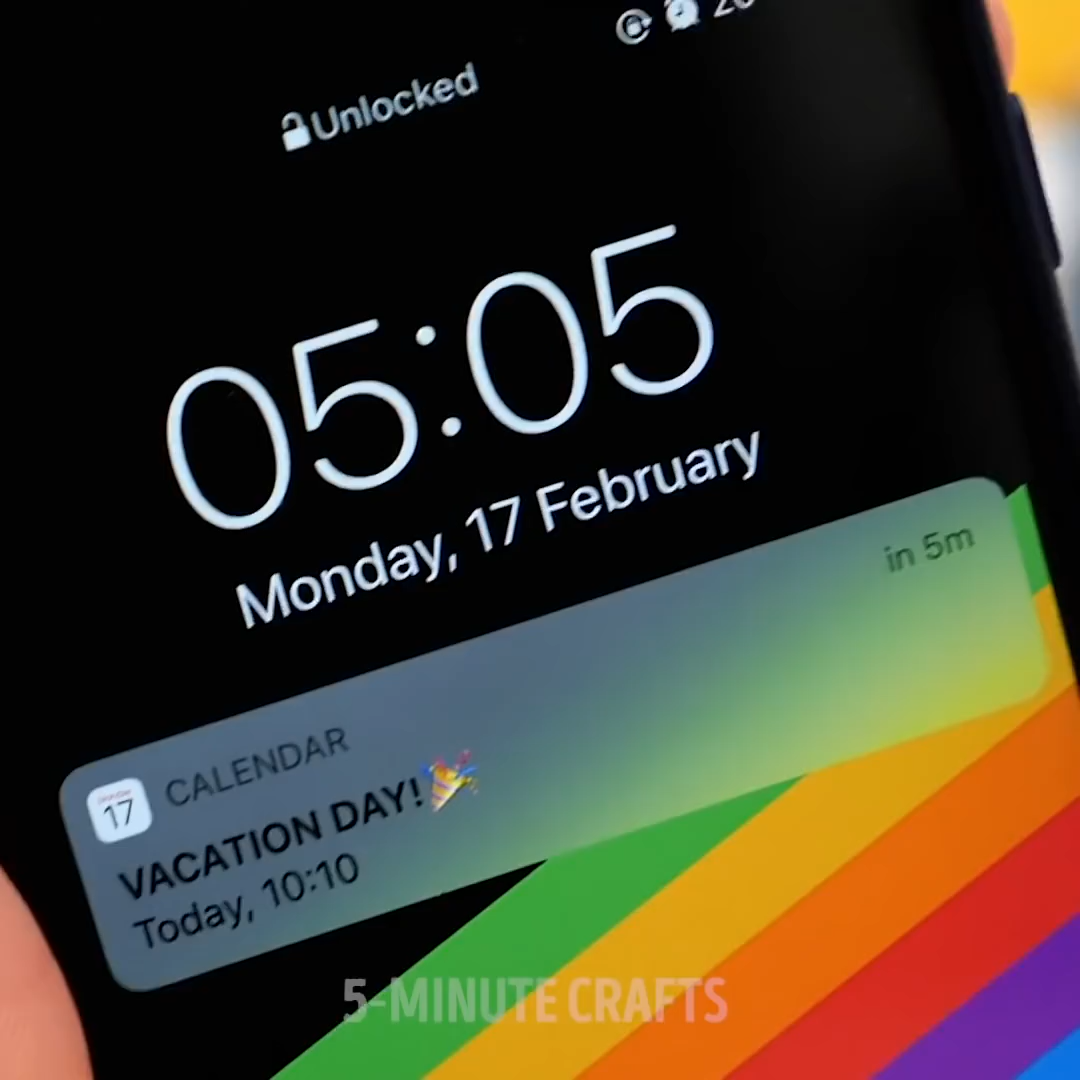 Unlocked
05:05
Monday, 17 February
in 5m
17
CALENDAR
VACATION DAY!🎉
Today, 10:10
5-MINUTE CRAFTS